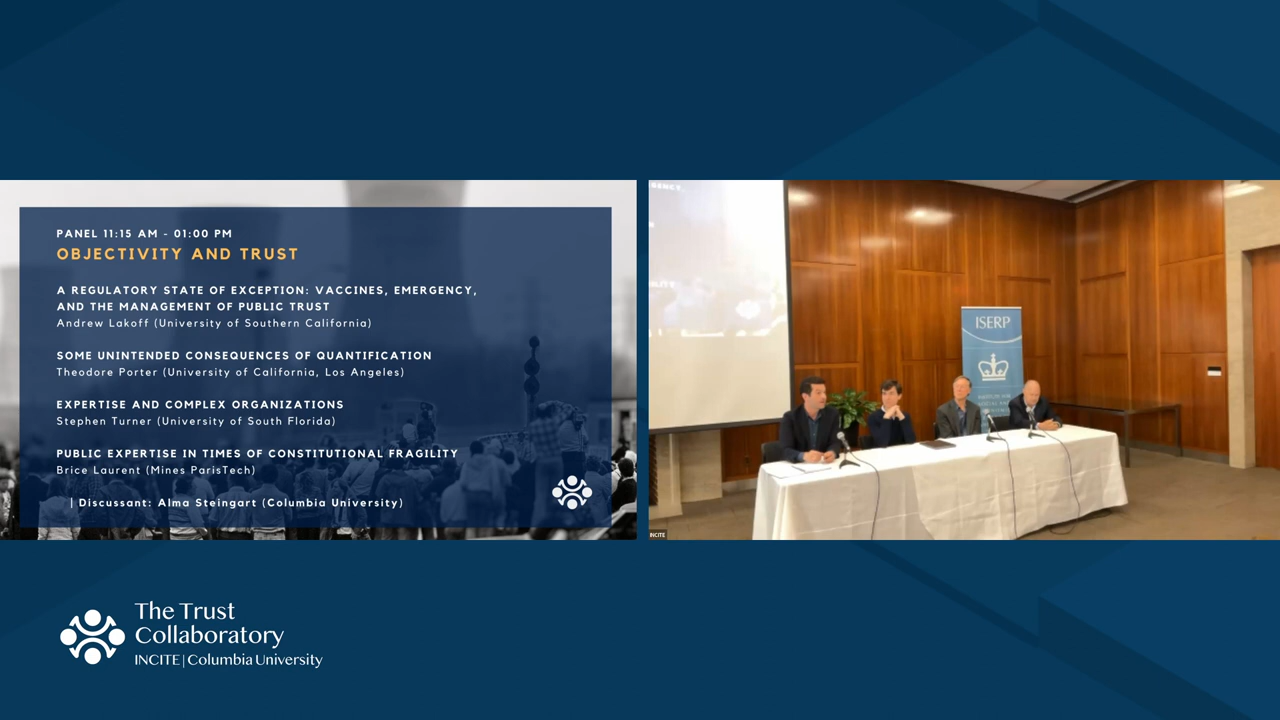 PANEL 11:15 AM - 01:00 PM
OBJECTIVITY AND TRUST
A REGULATORY STATE OF EXCEPTION: VACCINES, EMERGENCY,
AND THE MANAGEMENT OF PUBLIC TRUST
Andrew Lakoff (University of Southern California)
SOME UNINTENDED CONSEQUENCES OF QUANTIFICATION
Theodore Porter (University of California, Los Angeles)
EXPERTISE AND COMPLEX ORGANIZATIONS
Stephen Turner (University of South Florida)
PUBLIC EXPERTISE IN TIMES OF CONSTITUTIONAL FRAGILITY
Brice Laurent (Mines ParisTech)
| Discussant: Alma Steingart (Columbia University)
ISERP
INCITE
The Trust
Collaboratory
INCITE | Columbia University